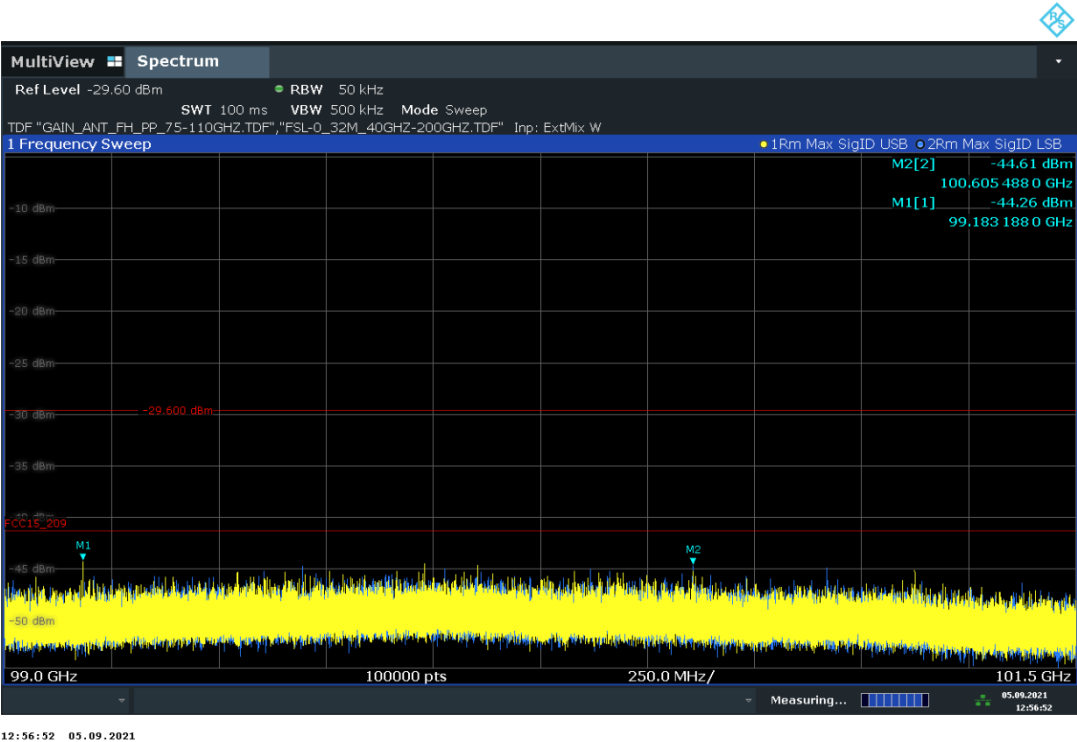 R&S
MultiView Spectrum
Ref Level -29.60 dBm RBW 50 kHz
SWT 100 ms VBW 500 kHz Mode Sweep
TDF "GAIN_ANT_FH_PP_75-110GHZ.TDF","FSL-0_32M_40GHZ-200GHZ.TDF" Inp: ExtMix W
1 Frequency Sweep 1Rm Max SigID USB 2Rm Max SigID LSB
M2[2] -44.61 dBm
100.605 488 0 GHz
M1[1] -44.26 dBm
99.183 188 0 GHz
-10 dBm
-15 dBm
-20 dBm
-25 dBm
-29.600 dBm
-30 dBm
-35 dBm
-40 dBm
FCC15_209
M1 M2
-45 dBm
-50 dBm
99.0 GHz 100000 pts 250.0 MHz/ 101.5 GHz
Measuring... 05.09.2021
12:56:52
12:56:52 05.09.2021